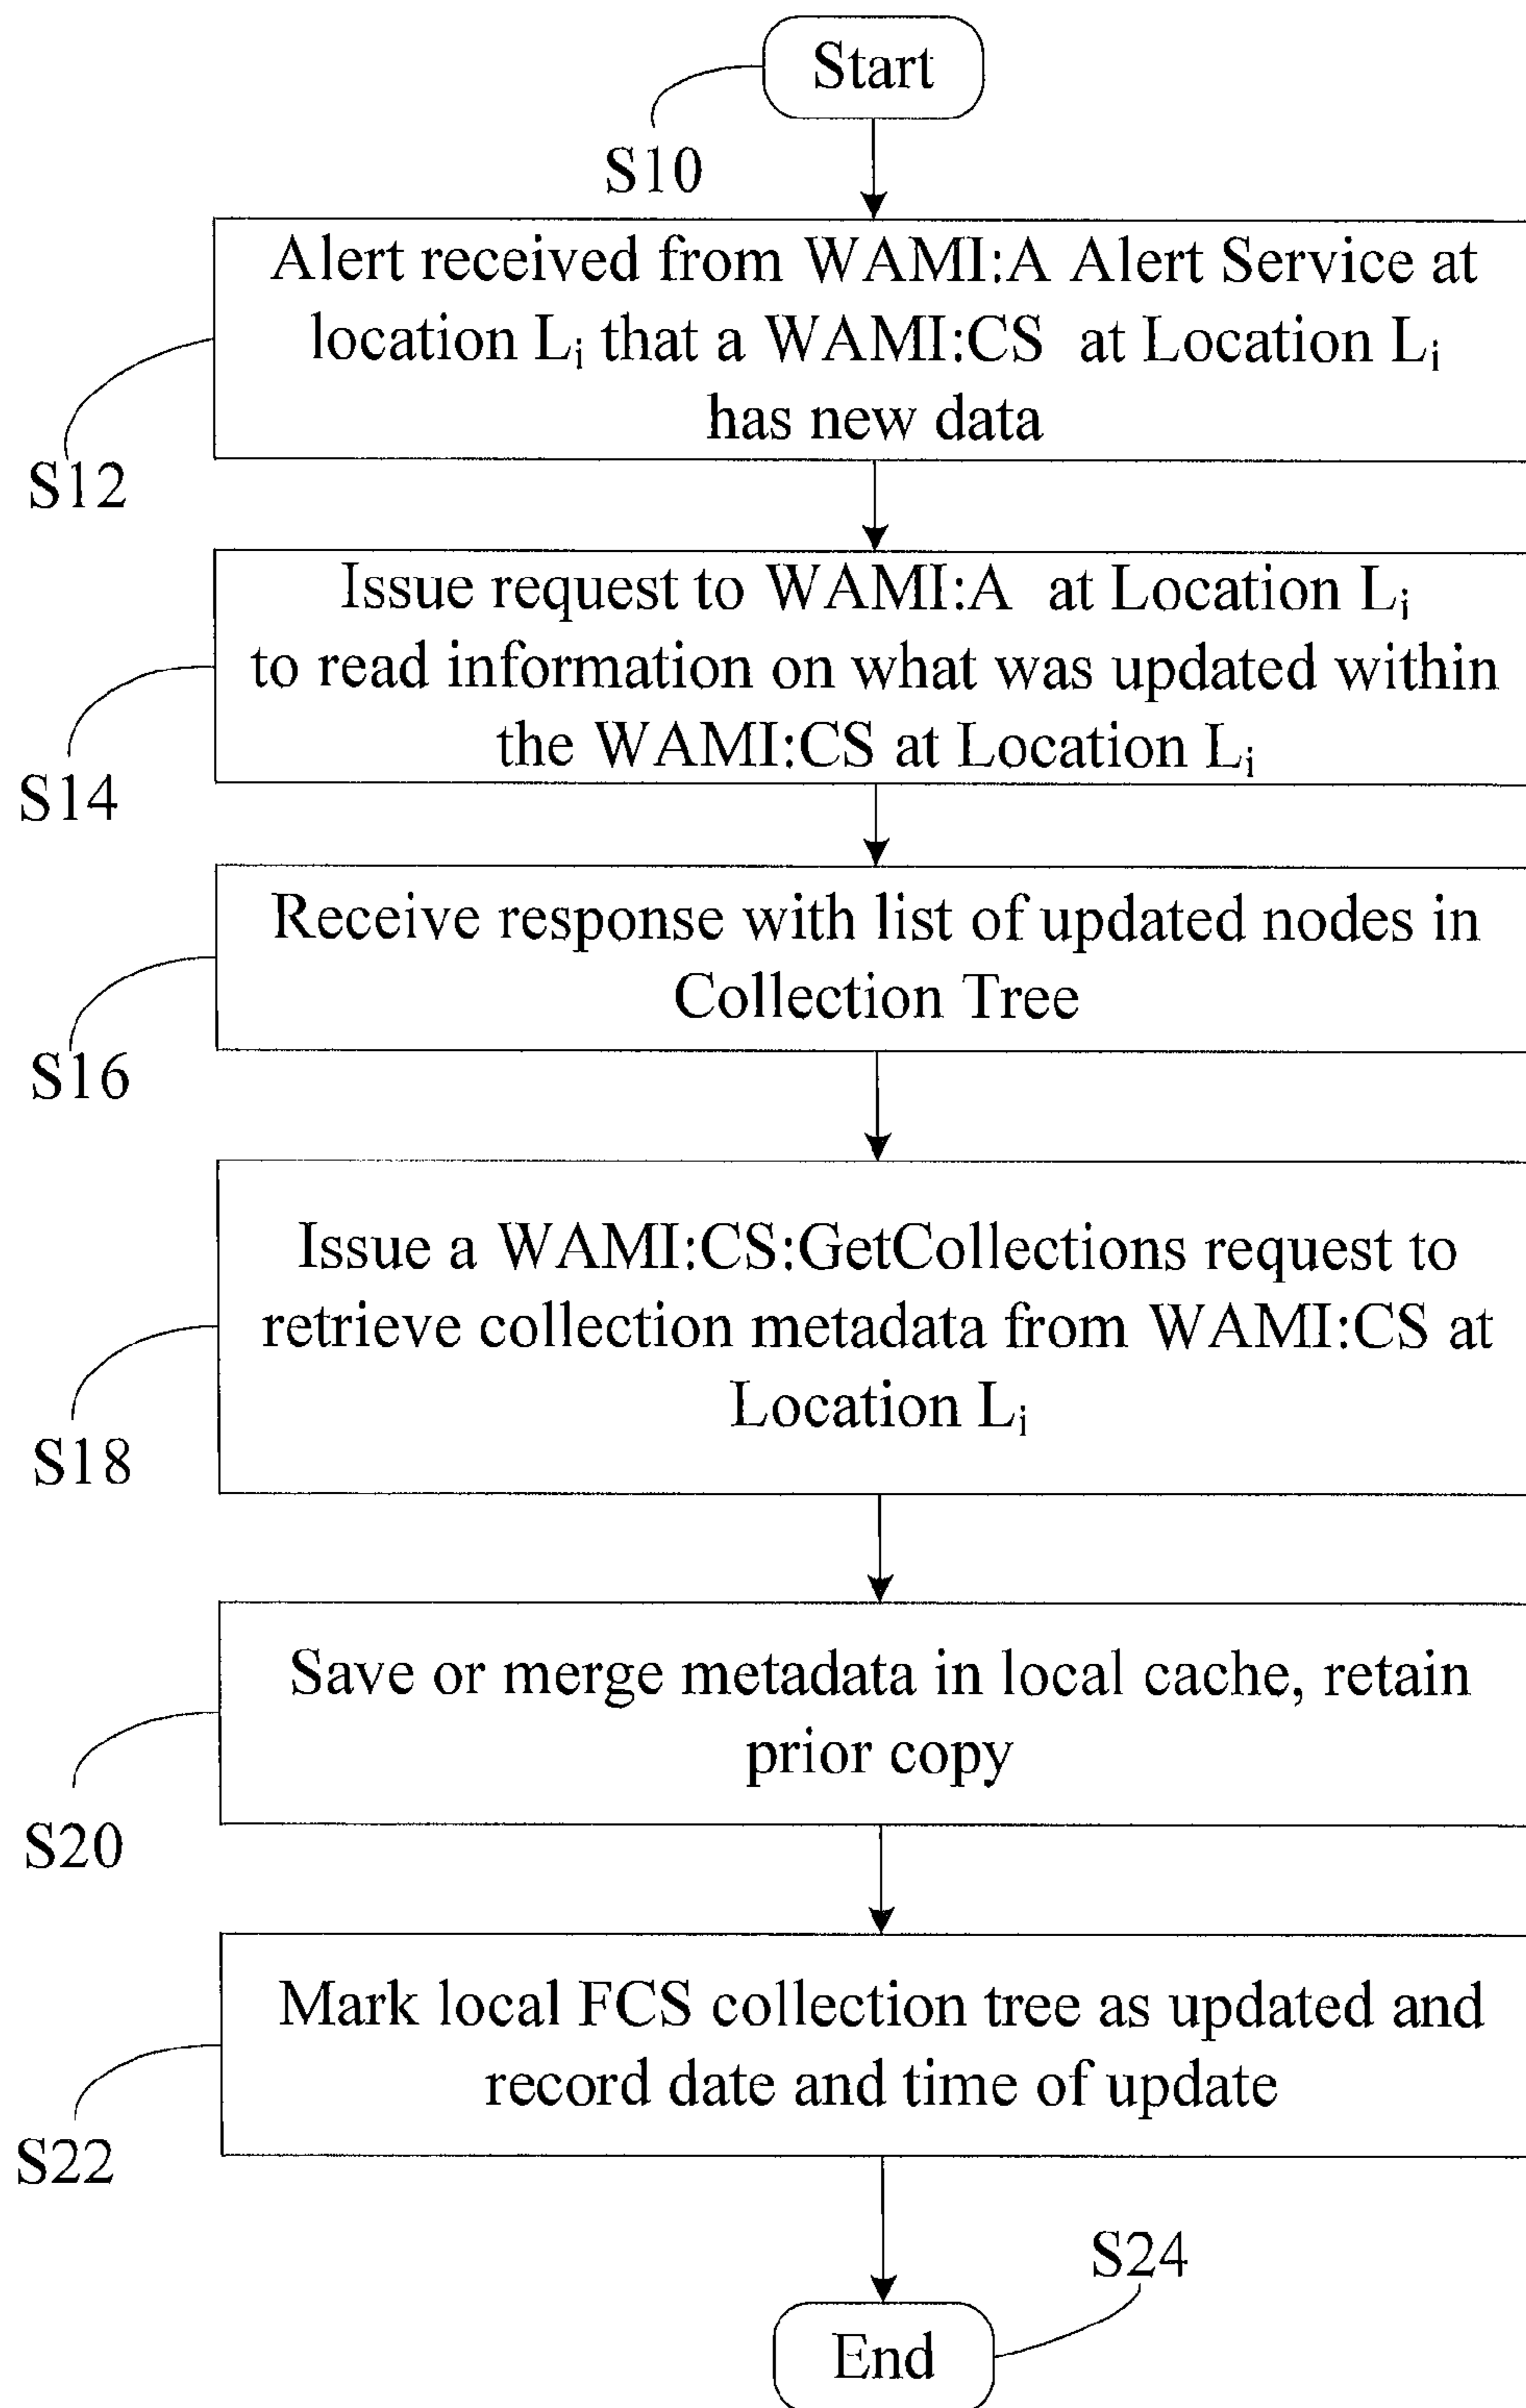 Start
S10
Alert received from WAMI:A Alert Service at
location Li that a WAMI:CS at Location Li
has new data
S12
Issue request to WAMI:A at Location Li
to read information on what was updated within
the WAMI:CS at Location Li
S14
Receive response with list of updated nodes in
Collection Tree
S16
Issue a WAMI:CS:GetCollections request to
retrieve collection metadata from WAMI:CS at
Location Li
S18
Save or merge metadata in local cache, retain
prior copy
S20
Mark local FCS collection tree as updated and
record date and time of update
S22
S24
End